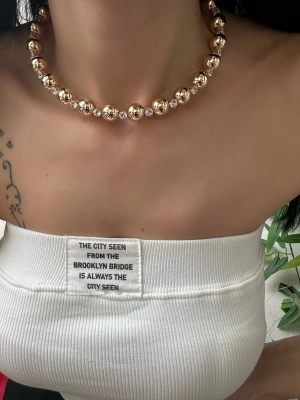 THE CITY SEEN
FROM THE
BROOKLYN BRIDGE
IS ALWAYS THE
CITY SEEN